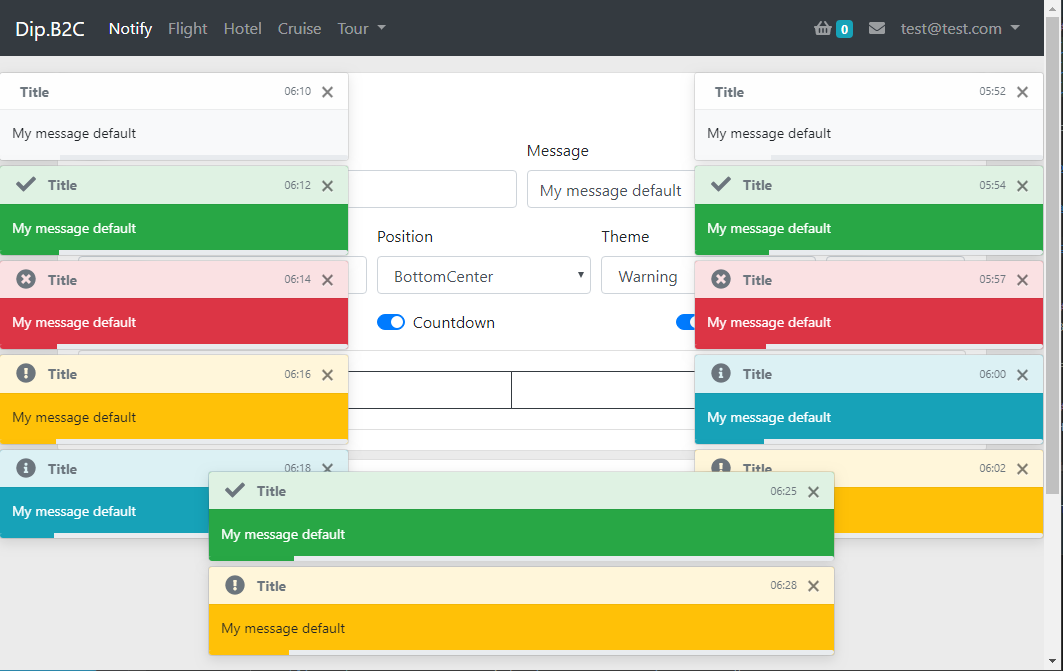 Dip.B2C Notify Flight Hotel Cruise Tour 0 test@test.com
Title 06:10
My message default
Title 06:12
My message default
Title 06:14
My message default
Title 06:16
My message default
Title 06:18
My message default
Message
My message default
Position Theme
BottomCenter Warning
Countdown
Title 05:52
My message default
Title 05:54
My message default
Title 05:57
My message default
Title 06:00
My message default
Title 06:02
Title 06:25
My message default
Title 06:28
My message default